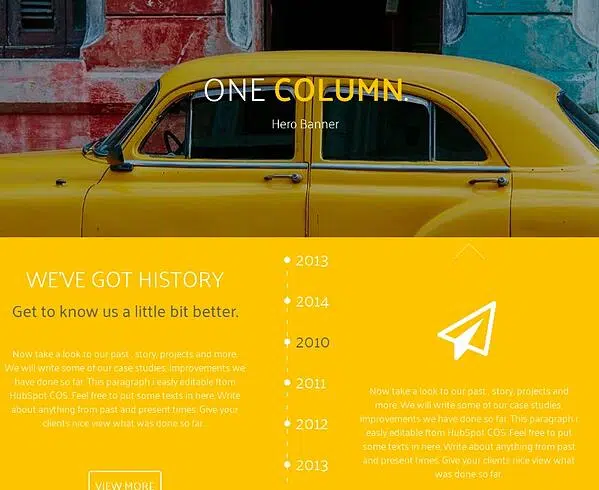 ONE COLUMN.
Hero Banner
WE'VE GOT HISTORY
Get to know us a little bit better.
Now take a look to our past , story, projects and more.
We will write some of our case studies, improvements we
have done so far. This paragraph i easly editable ftom
HubSpot COS. Feel free to put some texts in here. Write
about anything from past and present times. Give your
clients nice view what was done so far.
VIEW MORE
2013
2014
2010
2011
2012
2013
Now take a look to our past , story, projects and
more. We will write some of our case studies,
improvements we have done so far. This paragraph i
easly editable ftom HubSpot COS. Feel free to put
some texts in here. Write about anything from past
and present times. Give your clients nice view what
was done so far.